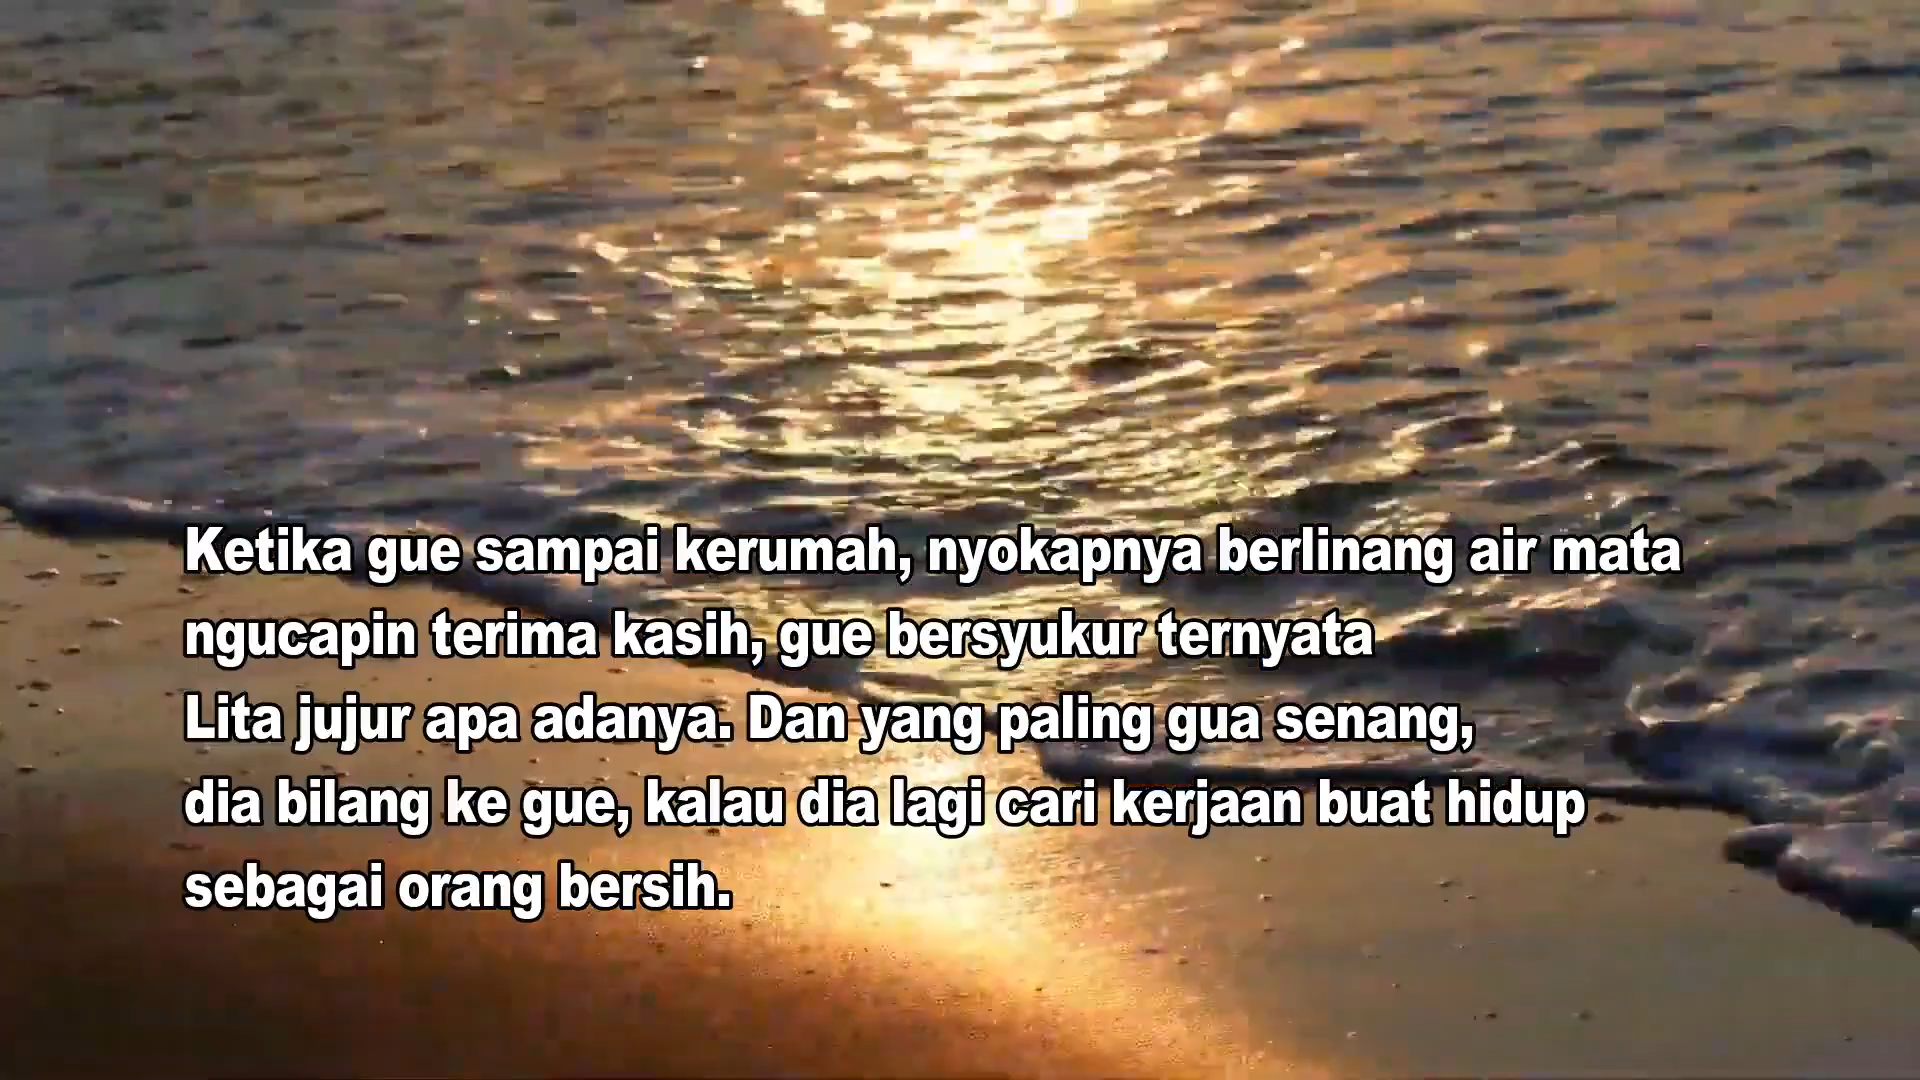 Ketika gue sampai kerumah, nyokapnya berlinang air mata
ngucapin terima kasih, gue bersyukur ternyata
Lita jujur apa adanya. Dan yang paling gua senang,
dia bilang ke gue, kalau dia lagi cari kerjaan buat hidup
sebagai orang bersih.